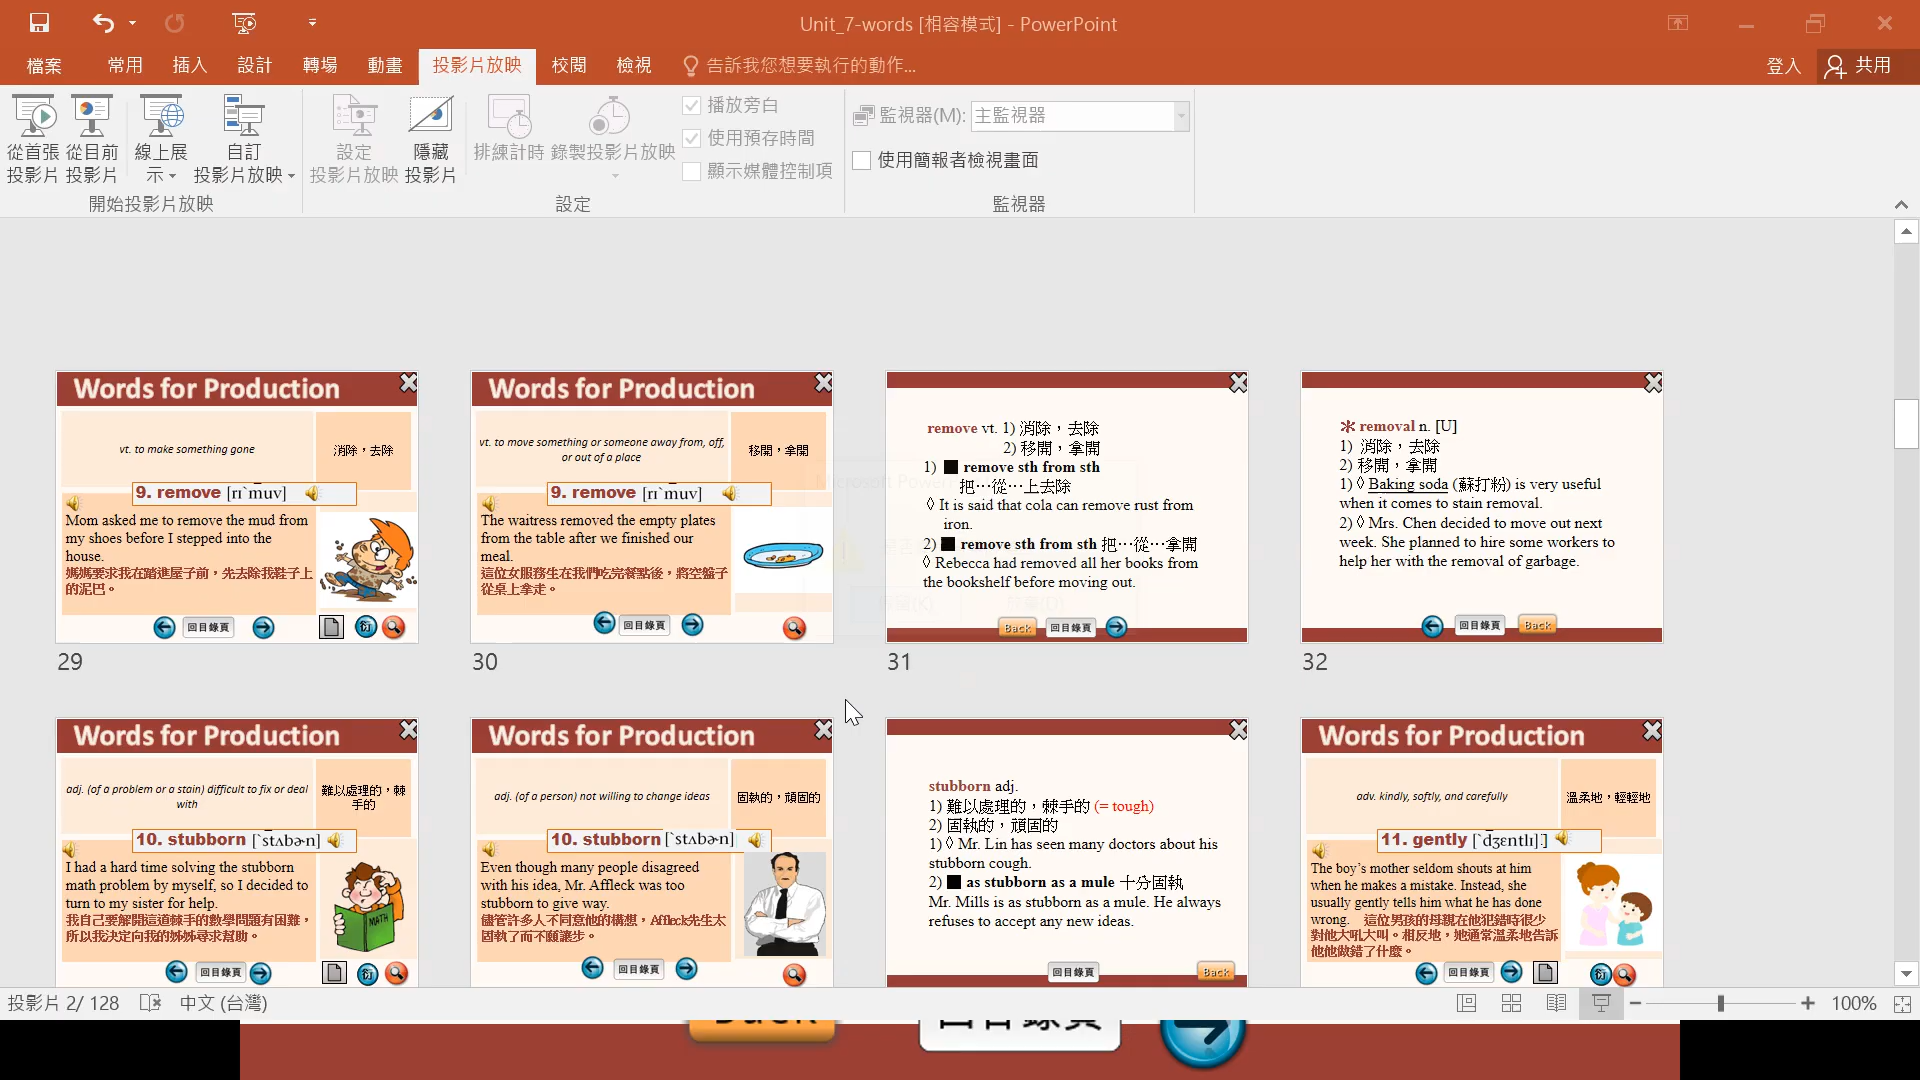 Unit_7-words [相容模式] - PowerPoint
檔案 常用 插入 設計 轉場 動畫 投影片放映 校閱 檢視 告訴我您想要執行的動作... 登入 共用
從首張
投影片
從目前
投影片
線上展
示
自訂
投影片放映
設定
投影片放映
隱藏
投影片
排練計時
錄製投影片放映
播放旁白
使用預存時間
顯示媒體控制項
監視器(M): 主監視器
使用簡報者檢視畫面
開始投影片放映
設定
監視器
Words for Production
vt. to make something gone
消除，去除
9. remove [rɪˋmuv]
Mom asked me to remove the mud from
my shoes before I stepped into the
house.
媽媽要求我在踏進屋子前，先去除我鞋子上
的泥巴。
回目錄頁
29
Words for Production
vt. to move something or someone away from, off,
or out of a place
移開，拿開
9. remove [rɪˋmuv]
The waitress removed the empty plates
from the table after we finished our
meal.
這位女服務生在我們吃完餐點後，將空盤子
從桌上拿走。
回目錄頁
30
remove vt. 1) 消除，去除
2) 移開，拿開
1) ■ remove sth from sth
把…從…上去除
◊ It is said that cola can remove rust from
iron.
2) ■ remove sth from sth 把…從…拿開
◊ Rebecca had removed all her books from
the bookshelf before moving out.
Back 回目錄頁
31
＊ removal n. [U]
1) 消除，去除
2) 移開，拿開
1) ◊ Baking soda (蘇打粉) is very useful
when it comes to stain removal.
2) ◊ Mrs. Chen decided to move out next
week. She planned to hire some workers to
help her with the removal of garbage.
回目錄頁 Back
32
Words for Production
adj. (of a problem or a stain) difficult to fix or deal
with
難以處理的，棘
手的
10. stubborn [ˋstʌbɚn]
I had a hard time solving the stubborn
math problem by myself, so I decided to
turn to my sister for help.
我自己要解開這道棘手的數學問題有困難，
所以我決定向我的姊姊尋求幫助。
MATH
回目錄頁 衍
Words for Production
adj. (of a person) not willing to change ideas
固執的，頑固的
10. stubborn [ˋstʌbɚn]
Even though many people disagreed
with his idea, Mr. Affleck was too
stubborn to give way.
儘管許多人不同意他的構想，Affleck先生太
固執了而不願讓步。
回目錄頁
stubborn adj.
1) 難以處理的，棘手的 (= tough)
2) 固執的，頑固的
1) ◊ Mr. Lin has seen many doctors about his
stubborn cough.
2) ■ as stubborn as a mule 十分固執
Mr. Mills is as stubborn as a mule. He always
refuses to accept any new ideas.
回目錄頁 Back
Words for Production
adv. kindly, softly, and carefully
溫柔地，輕輕地
11. gently [ˋdʒɛntlɪ]
The boy’s mother seldom shouts at him
when he makes a mistake. Instead, she
usually gently tells him what he has done
wrong. 這位男孩的母親在他犯錯時很少
對他大吼大叫。相反地，她通常溫柔地告訴
他他做錯了什麼。
回目錄頁 衍
投影片 2/ 128 中文 (台灣) 100%
Back 回目錄頁